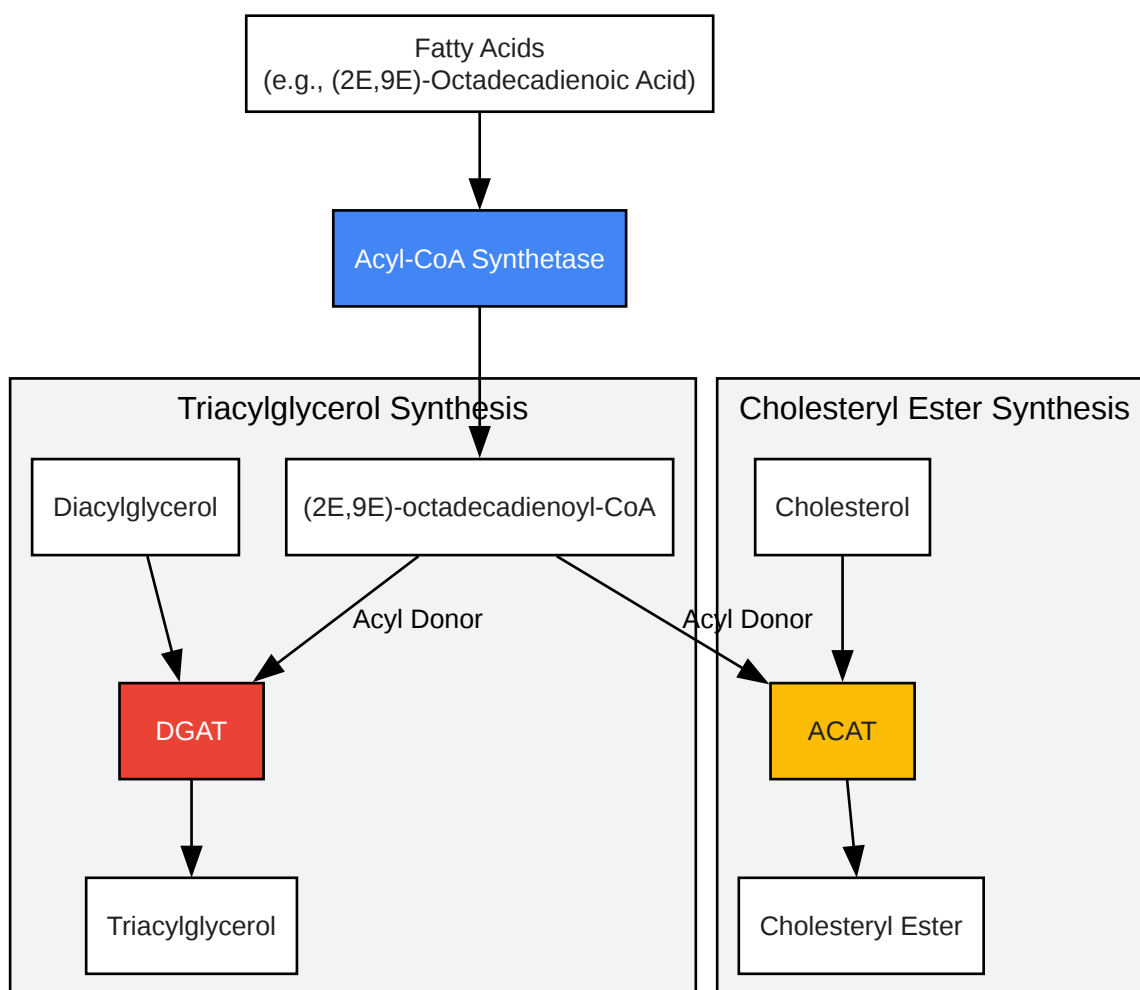 Fatty Acids
(e.g., (2E,9E)-Octadecadienoic Acid)
Acyl-CoA Synthetase
Triacylglycerol Synthesis
Cholesteryl Ester Synthesis
Diacylglycerol
(2E,9E)-octadecadienoyl-CoA
Cholesterol
Acyl Donor
Acyl Donor
DGAT
ACAT
Triacylglycerol
Cholesteryl Ester